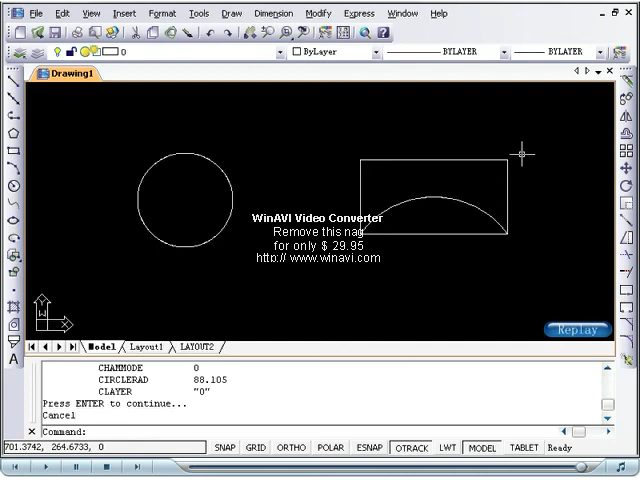 File Edit View Insert Format Tools Draw Dimension Modify Express Window Help
0 ByLayer BYLAYER BYLAYER
Drawing1
WinAVI Video Converter
Remove this nag
for only $ 29.95
http:// www.winavi.com
Y
W
X
Replay
Model Layout1 LAYOUT2
A
CHAMMODE 0
CIRCLERAD 88.105
CLAYER "0"
Press ENTER to continue...
Cancel
Command:
701.3742, 264.6733, 0 SNAP GRID ORTHO POLAR ESNAP OTRACK LWT MODEL TABLET Ready